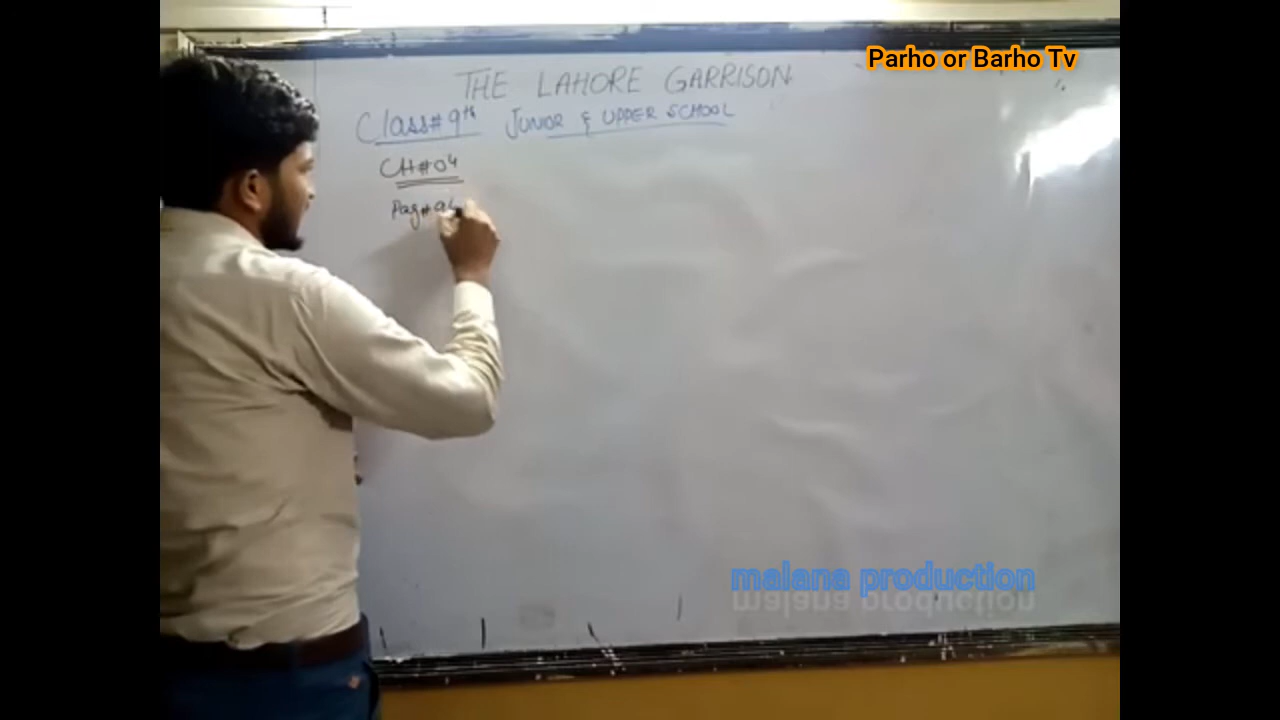 Parho or Barho Tv
THE LAHORE GARRISON
Class# 9th JUNIOR & UPPER SCHOOL
CH#04
Pag#
malana production